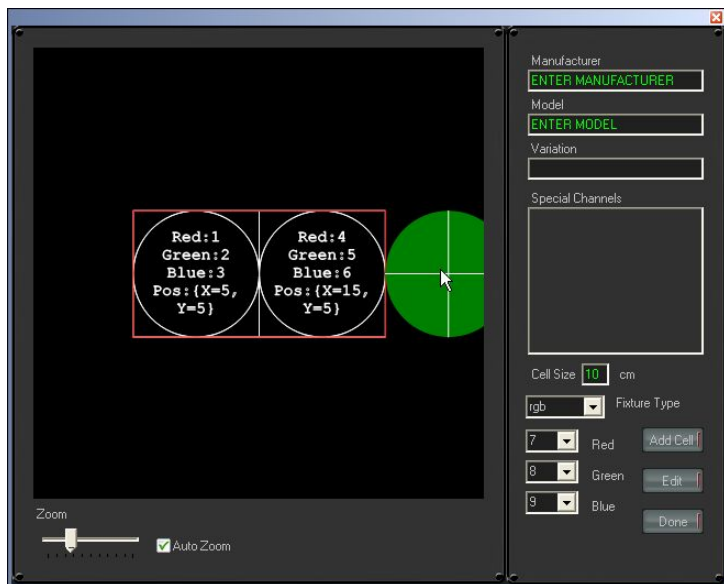 Manufacturer
ENTER MANUFACTURER
Model
ENTER MODEL
Variation
Special Channels
Red:1
Green:2
Blue:3
Pos:{X=5,
Y=5}
Red:4
Green:5
Blue:6
Pos:{X=15,
Y=5}
Cell Size 10 cm
rgb Fixture Type
7 Red Add Cell
8 Green Edit
9 Blue
Done
Zoom
Auto Zoom